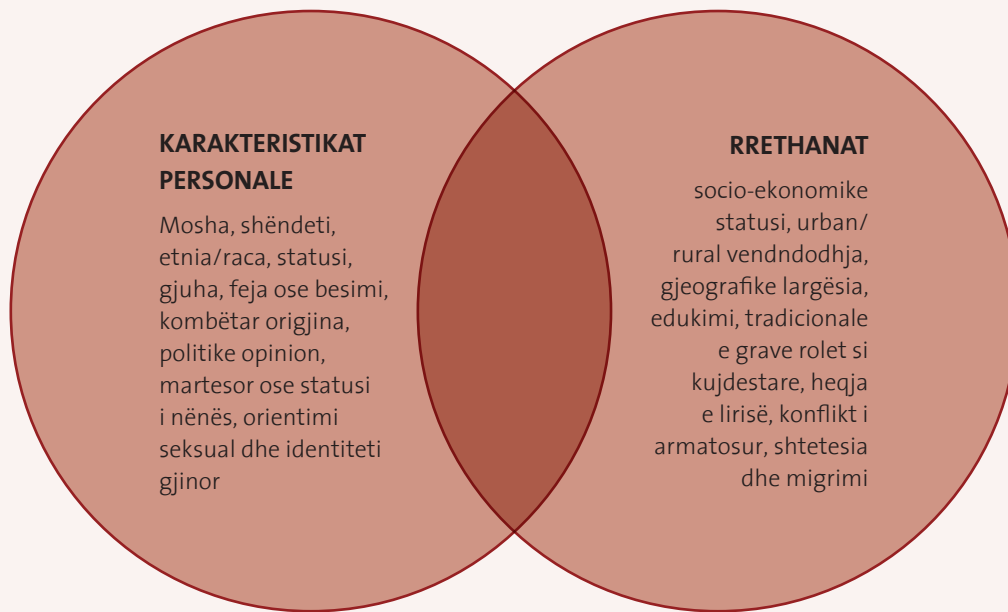 KARAKTERISTIKAT
PERSONALE
Mosha, shëndeti,
etnia/raca, statusi,
gjuha, feja ose besimi,
kombëtar origjina,
politike opinion,
martesor ose statusi
i nënës, orientimi
seksual dhe identiteti
gjinor
RRETHANAT
socio-ekonomike
statusi, urban/
rural vendndodhja,
gjeografike largësia,
edukimi, tradicionale
e grave rolet si
kujdestare, heqja
e lirisë, konflikt i
armatosur, shtetesia
dhe migrimi